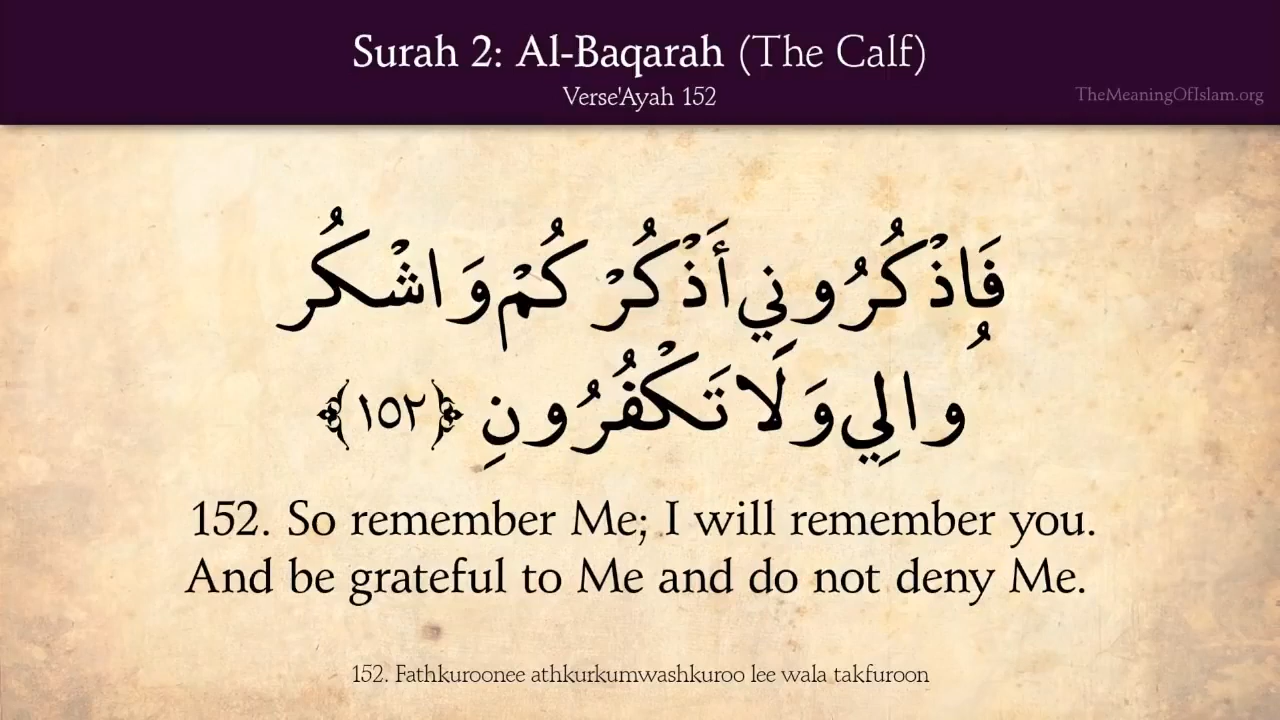 Surah 2: Al-Baqarah (The Calf)
Verse'Ayah 152
TheMeaningOfIslam.org
فَاذْكُرُونِي أَذْكُرْكُمْ وَاشْكُر
ُوا لِي وَلَا تَكْفُرُونِ ﴿١٥٢﴾
152. So remember Me; I will remember you.
And be grateful to Me and do not deny Me.
152. Fathkuroonee athkurkumwashkuroo lee wala takfuroon